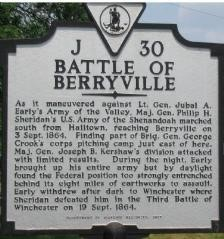 J 30
BATTLE OF
BERRYVILLE
As it maneuvered against Lt. Gen. Jubal A.
Early's Army of the Valley, Maj. Gen. Philip H.
Sheridan's U.S. Army of the Shenandoah marched
south from Halltown, reaching Berryville on
3 Sept. 1864. Finding part of Brig. Gen. George
Crook's corps pitching camp just east of here,
Maj. Gen. Joseph B. Kershaw's division attacked
with limited results. During the night, Early
brought up his entire army but by daylight
found the Federal position too strongly entrenched
behind its eight miles of earthworks to assault.
Early withdrew after dark to Winchester where
Sheridan defeated him in the Third Battle of
Winchester on 19 Sept. 1864.
DEPARTMENT OF HISTORIC RESOURCES,